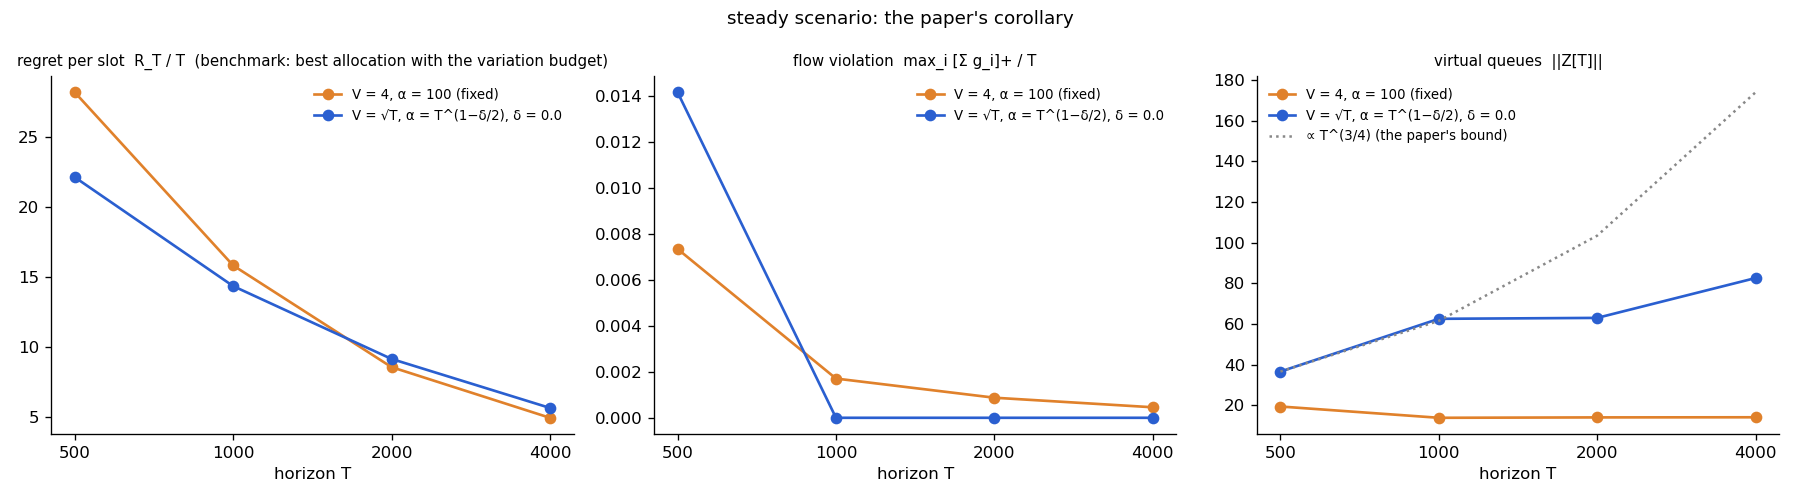 steady scenario: the paper's corollary
regret per slot  R_T / T  (benchmark: best allocation with the variation budget)
V = 4, α = 100 (fixed)
V = √T, α = T^(1−δ/2), δ = 0.0
25
20
15
10
5
500
1000
2000
4000
horizon T
flow violation  max_i [Σ g_i]+ / T
V = 4, α = 100 (fixed)
V = √T, α = T^(1−δ/2), δ = 0.0
0.014
0.012
0.010
0.008
0.006
0.004
0.002
0.000
500
1000
2000
4000
horizon T
virtual queues  ||Z[T]||
V = 4, α = 100 (fixed)
V = √T, α = T^(1−δ/2), δ = 0.0
∝ T^(3/4) (the paper's bound)
180
160
140
120
100
80
60
40
20
500
1000
2000
4000
horizon T